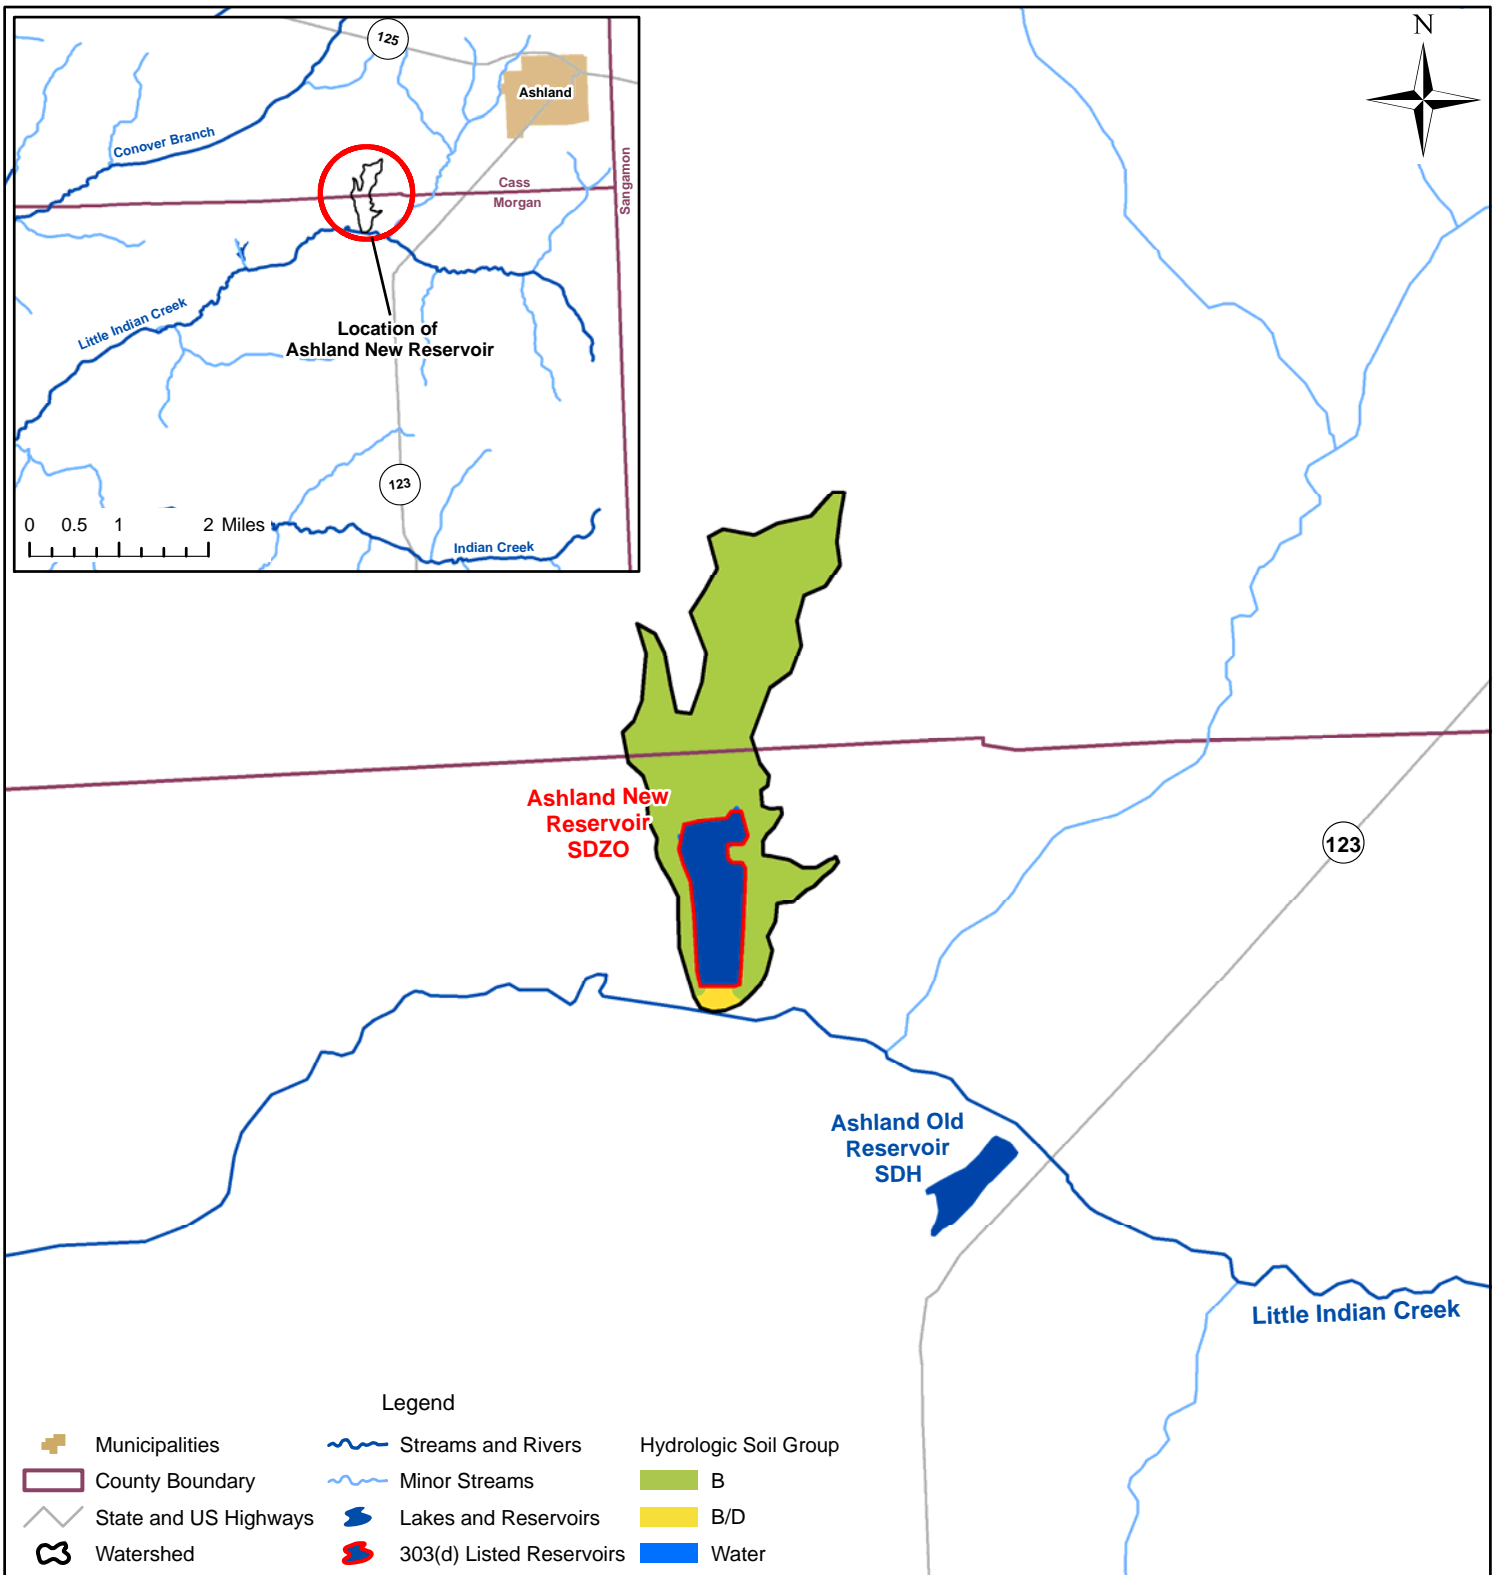 N
125
Ashland
Conover Branch
Cass
Morgan
Sangamon
Little Indian Creek
Location of
Ashland New Reservoir
123
0 0.5 1 2 Miles
Indian Creek
Ashland New
Reservoir
SDZO
123
Ashland Old
Reservoir
SDH
Little Indian Creek
Legend
Municipalities
County Boundary
State and US Highways
Watershed
Streams and Rivers
Minor Streams
Lakes and Reservoirs
303(d) Listed Reservoirs
Hydrologic Soil Group
B
B/D
Water